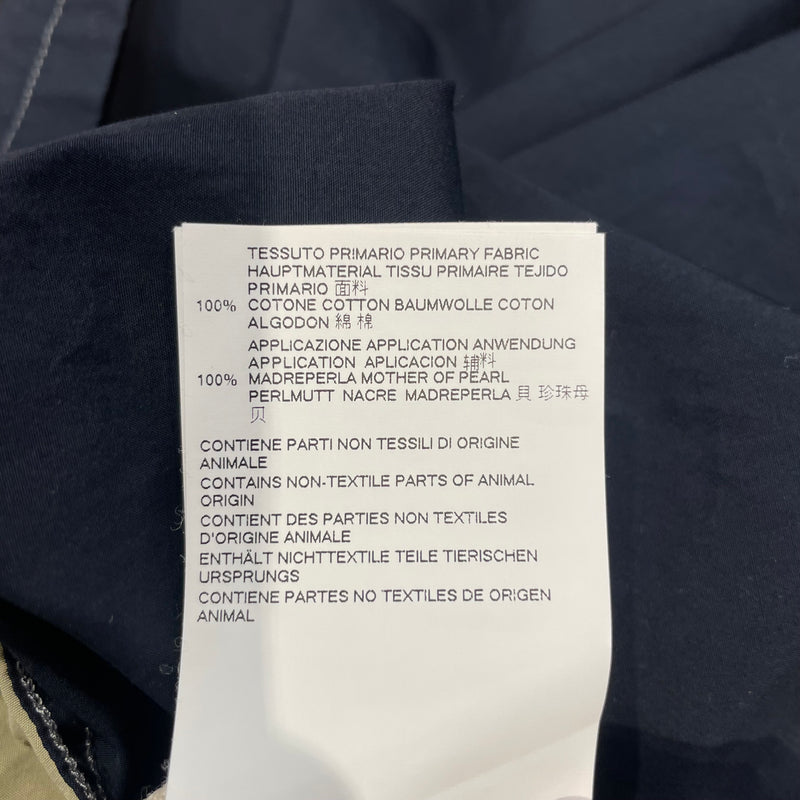 TESSUTO PRIMARIO PRIMARY FABRIC
HAUPTMATERIAL TISSU PRIMAIRE TEJIDO
PRIMARIO 面料
100% COTONE COTTON BAUMWOLLE COTON
ALGODON 綿 棉
APPLICAZIONE APPLICATION ANWENDUNG
APPLICATION APLICACION 辅料
100% MADREPERLA MOTHER OF PEARL
PERLMUTT NACRE MADREPERLA 貝 珍珠母
贝
CONTIENE PARTI NON TESSILI DI ORIGINE
ANIMALE
CONTAINS NON-TEXTILE PARTS OF ANIMAL
ORIGIN
CONTIENT DES PARTIES NON TEXTILES
D'ORIGINE ANIMALE
ENTHÄLT NICHTTEXTILE TEILE TIERISCHEN
URSPRUNGS
CONTIENE PARTES NO TEXTILES DE ORIGEN
ANIMAL